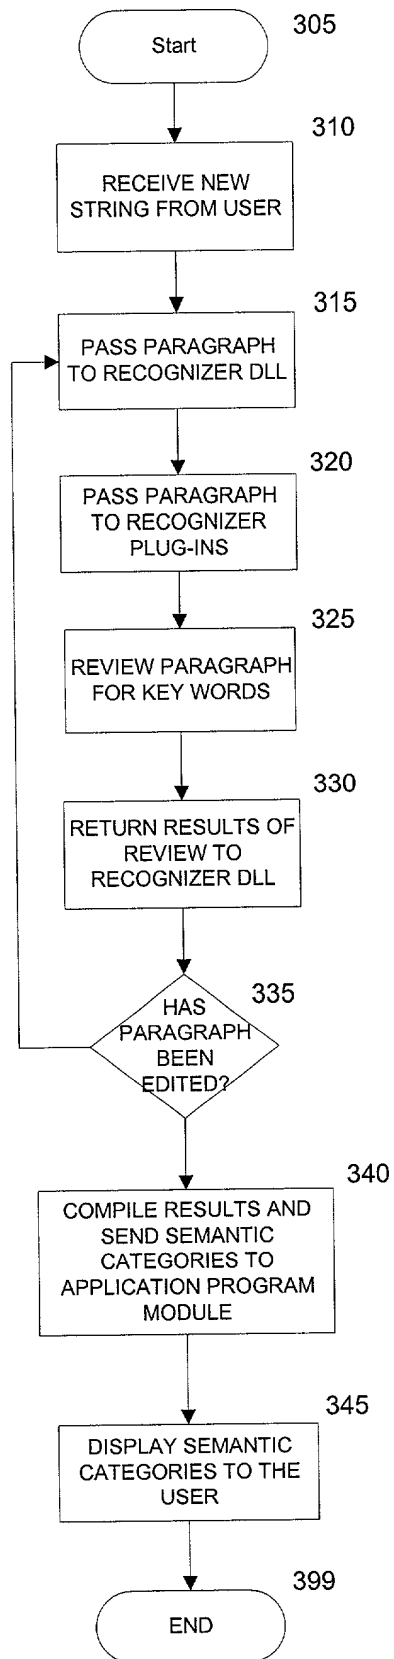 305
Start
310
RECEIVE NEW
STRING FROM USER
315
PASS PARAGRAPH
TO RECOGNIZER DLL
320
PASS PARAGRAPH
TO RECOGNIZER
PLUG-INS
325
REVIEW PARAGRAPH
FOR KEY WORDS
330
RETURN RESULTS OF
REVIEW TO
RECOGNIZER DLL
335
HAS
PARAGRAPH
BEEN
EDITED?
340
COMPILE RESULTS AND
SEND SEMANTIC
CATEGORIES TO
APPLICATION PROGRAM
MODULE
345
DISPLAY SEMANTIC
CATEGORIES TO THE
USER
399
END